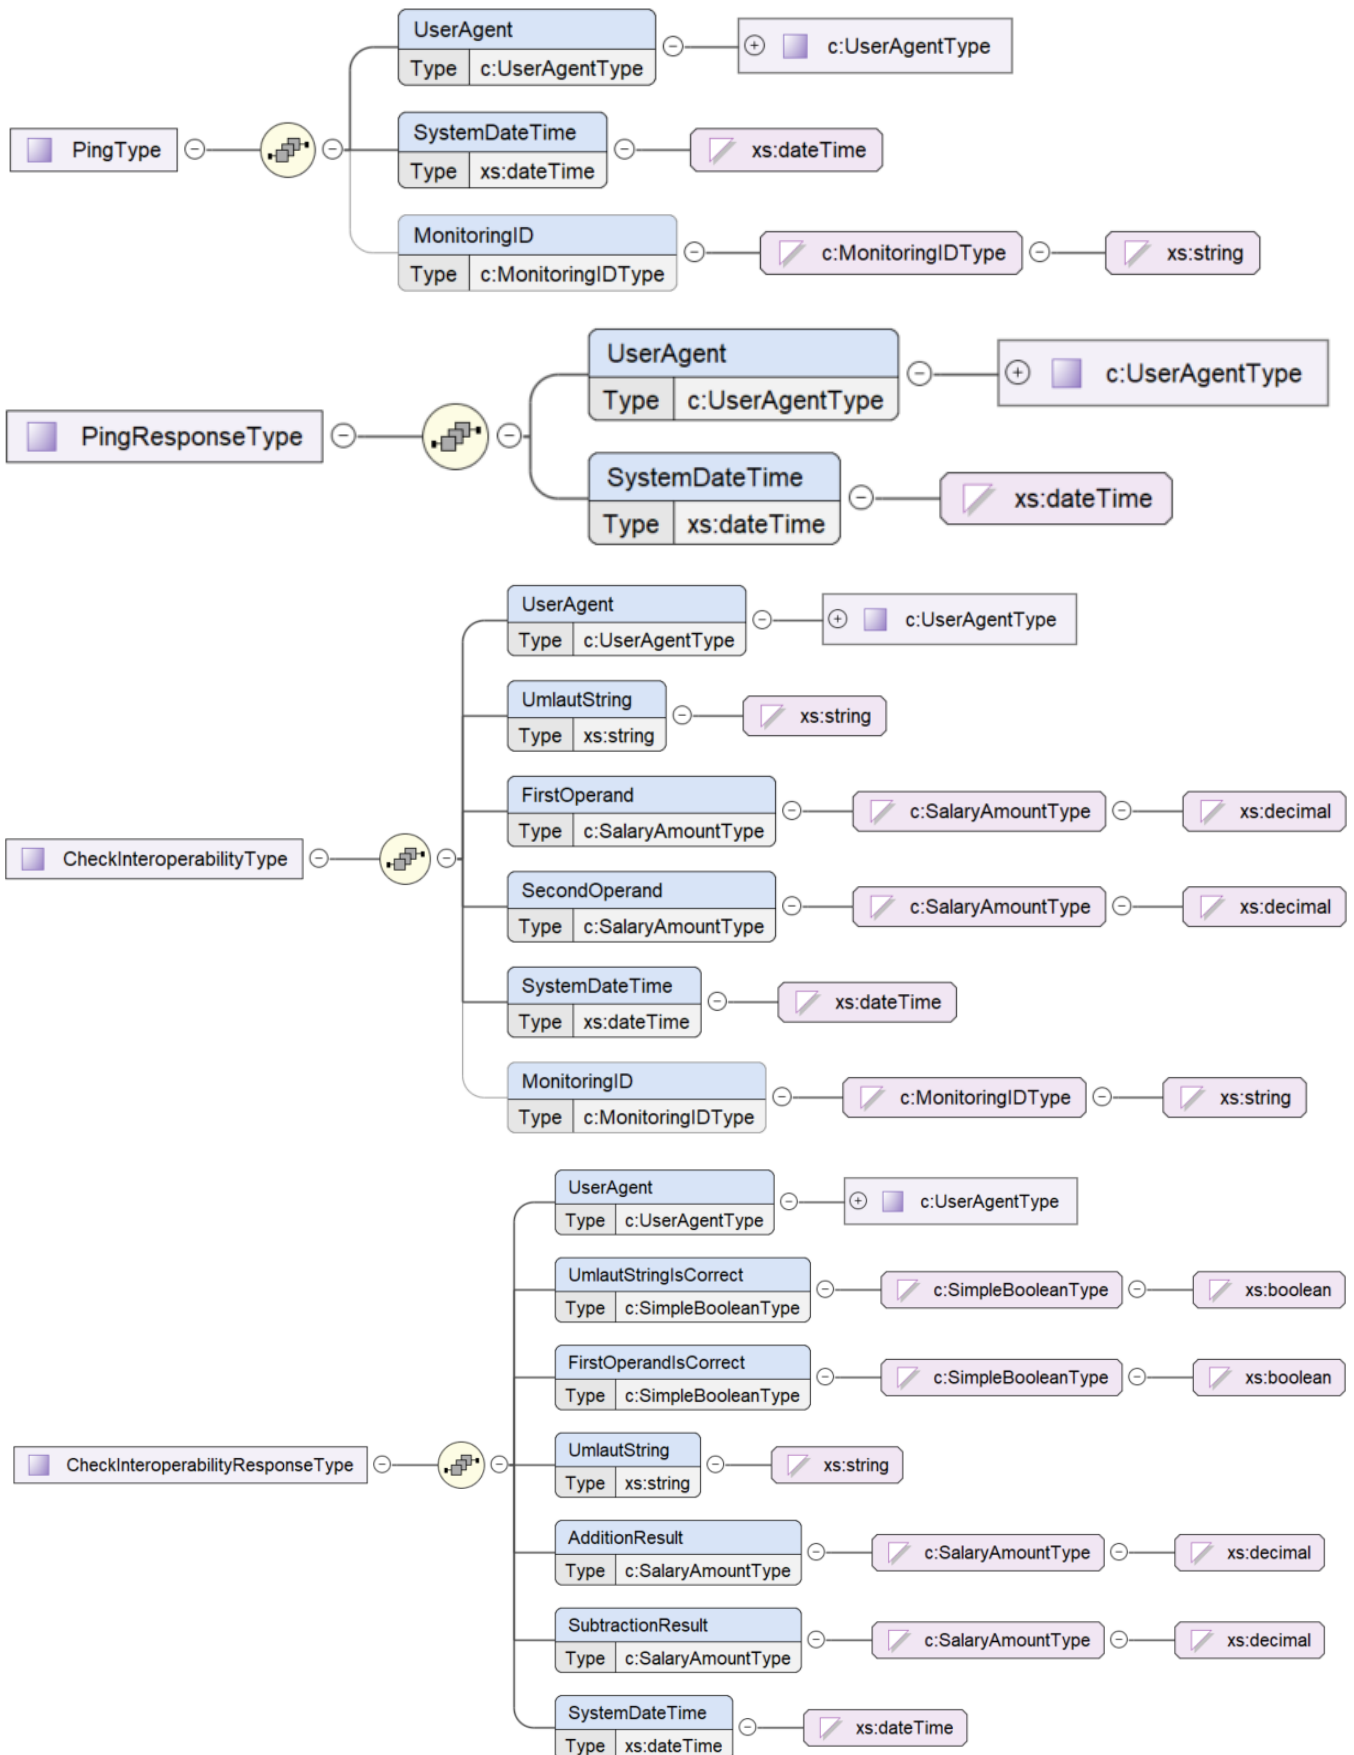 UserAgent
Type c:UserAgentType
c:UserAgentType
PingType
SystemDateTime
Type xs:dateTime
xs:dateTime
MonitoringID
Type c:MonitoringIDType
c:MonitoringIDType
xs:string
PingResponseType
UserAgent
Type c:UserAgentType
c:UserAgentType
SystemDateTime
Type xs:dateTime
xs:dateTime
CheckInteroperabilityType
UserAgent
Type c:UserAgentType
c:UserAgentType
UmlautString
Type xs:string
xs:string
FirstOperand
Type c:SalaryAmountType
c:SalaryAmountType
xs:decimal
SecondOperand
Type c:SalaryAmountType
c:SalaryAmountType
xs:decimal
SystemDateTime
Type xs:dateTime
xs:dateTime
MonitoringID
Type c:MonitoringIDType
c:MonitoringIDType
xs:string
CheckInteroperabilityResponseType
UserAgent
Type c:UserAgentType
c:UserAgentType
UmlautStringIsCorrect
Type c:SimpleBooleanType
c:SimpleBooleanType
xs:boolean
FirstOperandIsCorrect
Type c:SimpleBooleanType
c:SimpleBooleanType
xs:boolean
UmlautString
Type xs:string
xs:string
AdditionResult
Type c:SalaryAmountType
c:SalaryAmountType
xs:decimal
SubtractionResult
Type c:SalaryAmountType
c:SalaryAmountType
xs:decimal
SystemDateTime
Type xs:dateTime
xs:dateTime